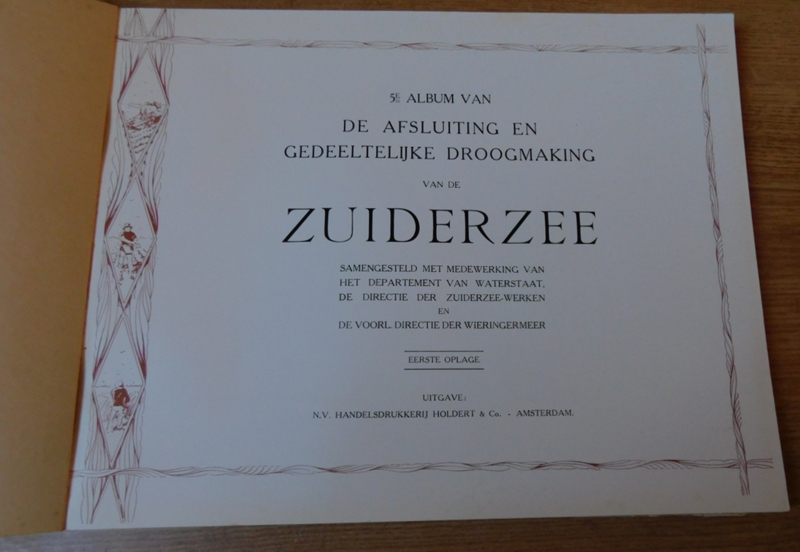 5E ALBUM VAN
DE AFSLUITING EN
GEDEELTELIJKE DROOGMAKING
VAN DE
ZUIDERZEE
SAMENGESTELD MET MEDEWERKING VAN
HET DEPARTEMENT VAN WATERSTAAT,
DE DIRECTIE DER ZUIDERZEE-WERKEN
EN
DE VOORL. DIRECTIE DER WIERINGERMEER
EERSTE OPLAGE
UITGAVE:
N.V. HANDELSDRUKKERIJ HOLDERT & Co. - AMSTERDAM.